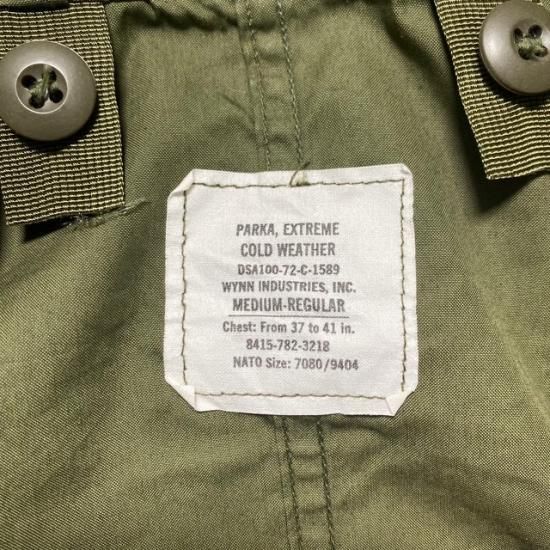 PARKA, EXTREME
COLD WEATHER
DSA100-72-C-1589
WYNN INDUSTRIES, INC.
MEDIUM-REGULAR
Chest: From 37 to 41 in.
8415-782-3218
NATO Size: 7080/9404